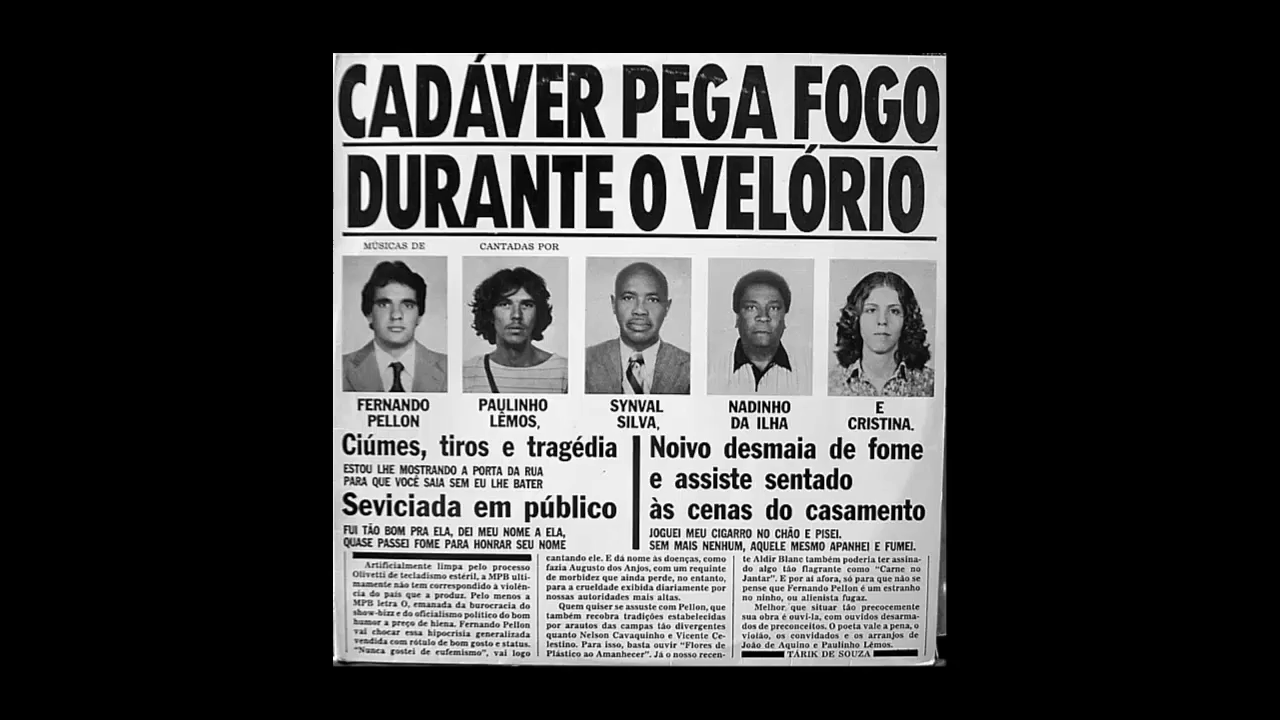 CADÁVER PEGA FOGO
DURANTE O VELÓRIO
MÚSICAS DE
CANTADAS POR
FERNANDO
PELLON
PAULINHO
LÊMOS,
SYNVAL
SILVA,
NADINHO
DA ILHA
E
CRISTINA.
Ciúmes, tiros e tragédia
ESTOU LHE MOSTRANDO A PORTA DA RUA
PARA QUE VOCÊ SAIA SEM EU LHE BATER
Seviciada em público
FUI TÃO BOM PRA ELA, DEI MEU NOME A ELA,
QUASE PASSEI FOME PARA HONRAR SEU NOME
Noivo desmaia de fome
e assiste sentado
às cenas do casamento
JOGUEI MEU CIGARRO NO CHÃO E PISEI.
SEM MAIS NENHUM, AQUELE MESMO APANHEI E FUMEI.
Artificialmente limpa pelo processo
Olivetti de tecladismo estéril, a MPB ulti-
mamente não tem correspondido à violên-
cia do país que a produz. Pelo menos a
MPB letra O, emanada da burocracia do
show-bizz e do oficialismo político do bom
humor a preço de hiena. Fernando Pellon
vai chocar essa hipocrisia generalizada
vendida com rótulo de bom gosto e status.
"Nunca gostei de eufemismo", vai logo
cantando ele. E dá nome às doenças, como
fazia Augusto dos Anjos, com um requinte
de morbidez que ainda perde, no entanto,
para a crueldade exibida diariamente por
nossas autoridades mais altas.
Quem quiser se assuste com Pellon, que
também recobra tradições estabelecidas
por arautos das campas tão divergentes
quanto Nelson Cavaquinho e Vicente Ce-
lestino. Para isso, basta ouvir "Flores de
Plástico ao Amanhecer". Já o nosso recen-
te Aldir Blanc também poderia ter assina-
do algo tão flagrante como "Carne no
Jantar". E por aí afora, só para que não se
pense que Fernando Pellon é um estranho
no ninho, ou alienista fugaz.
Melhor que situar tão precocemente
sua obra é ouví-la, com ouvidos desarma-
dos de preconceitos. O poeta vale a pena, o
violão, os convidados e os arranjos de
João de Aquino e Paulinho Lêmos.
TÁRIK DE SOUZA